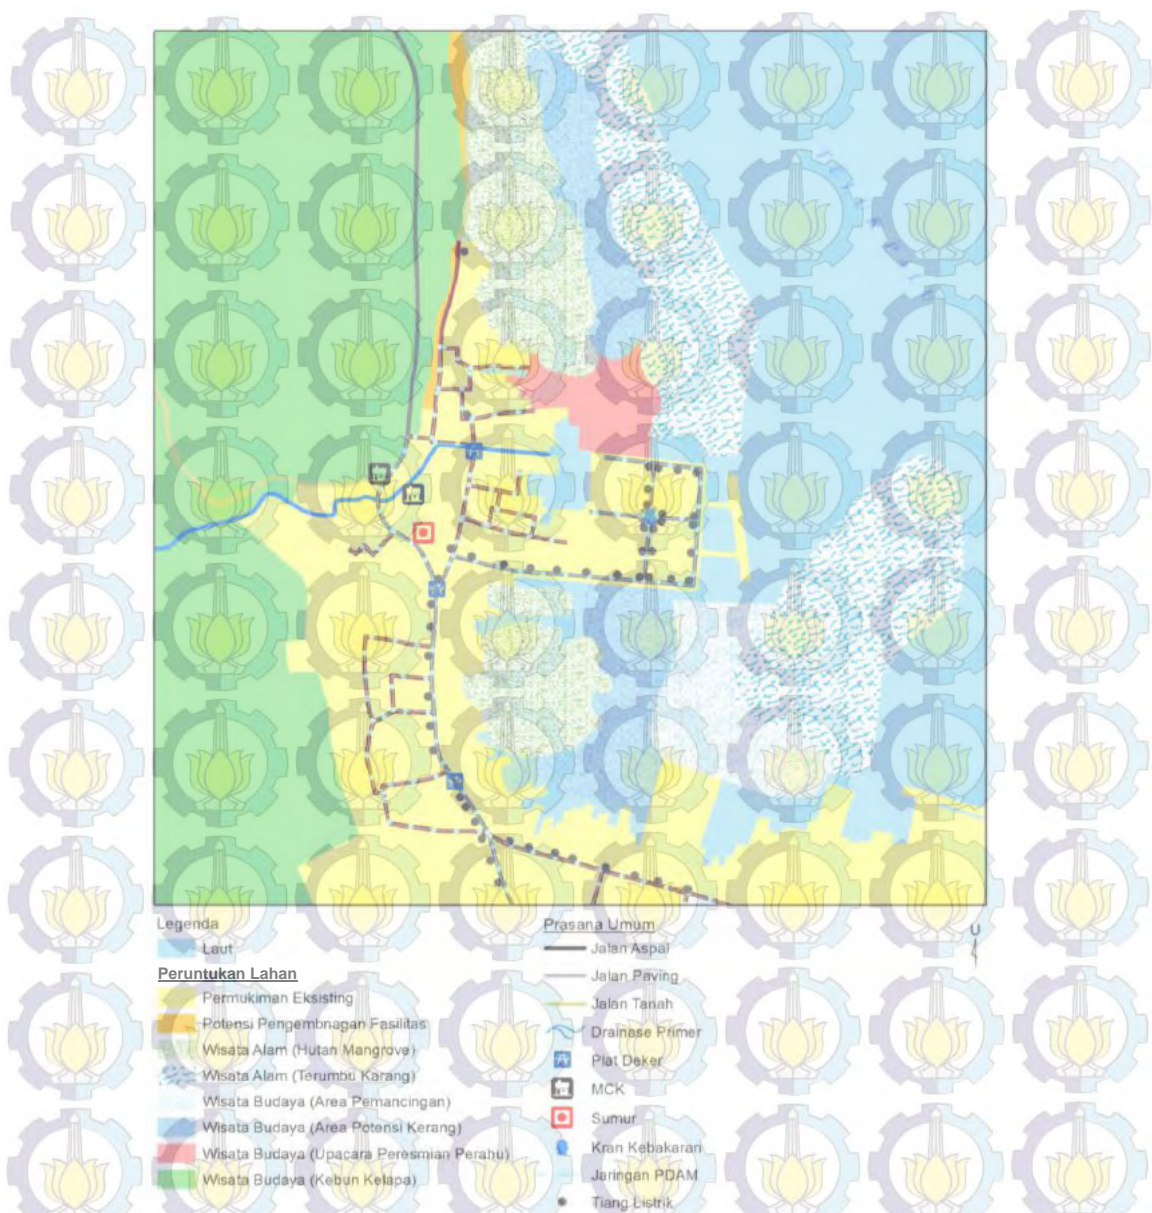 Legenda
Laut
Peruntukan Lahan
Permukiman Eksisting
Potensi Pengembnagan Fasilitas
Wisata Alam (Hutan Mangrove)
Wisata Alam (Terumbu Karang)
Wisata Budaya (Area Pemancingan)
Wisata Budaya (Area Potensi Kerang)
Wisata Budaya (Upacara Peresmian Perahu)
Wisata Budaya (Kebun Kelapa)
Prasana Umum
Jalan Aspal
Jalan Paving
Jalan Tanah
Drainase Primer
Plat Deker
MCK
Sumur
Kran Kebakaran
Jaringan PDAM
Tiang Listrik
U